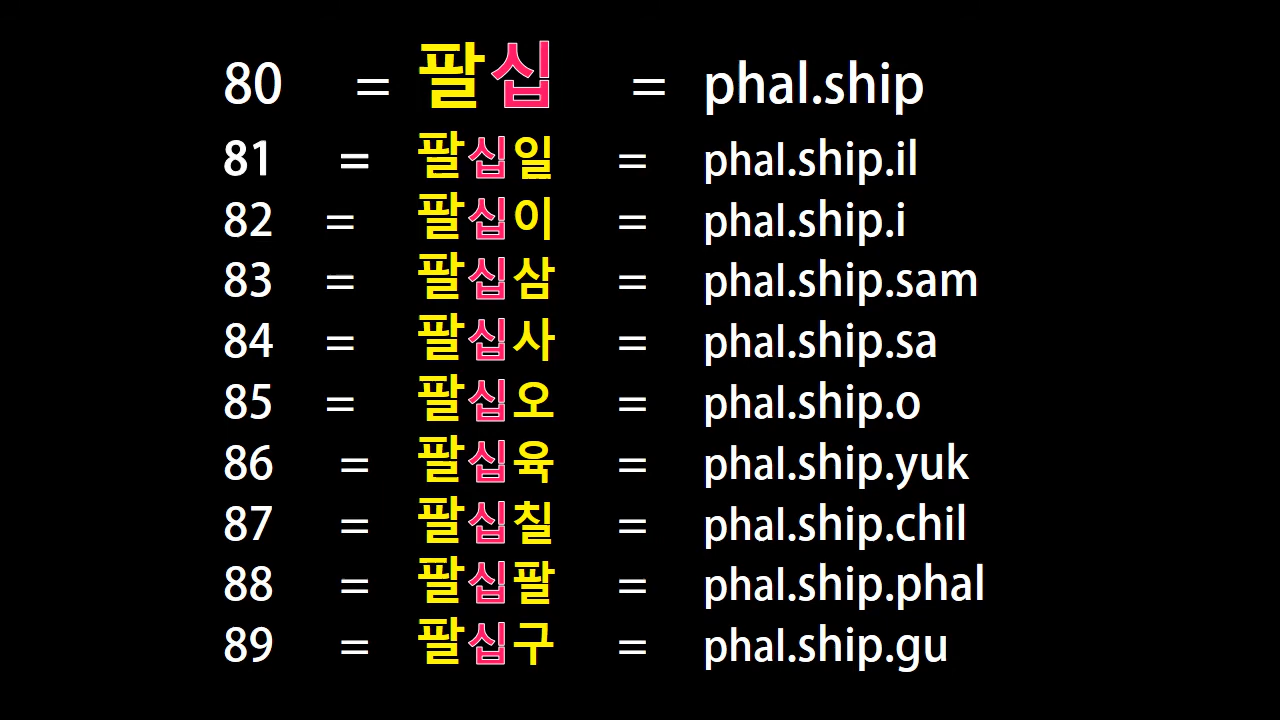 80 = 팔십 = phal.ship
81 = 팔십일 = phal.ship.il
82 = 팔십이 = phal.ship.i
83 = 팔십삼 = phal.ship.sam
84 = 팔십사 = phal.ship.sa
85 = 팔십오 = phal.ship.o
86 = 팔십육 = phal.ship.yuk
87 = 팔십칠 = phal.ship.chil
88 = 팔십팔 = phal.ship.phal
89 = 팔십구 = phal.ship.gu